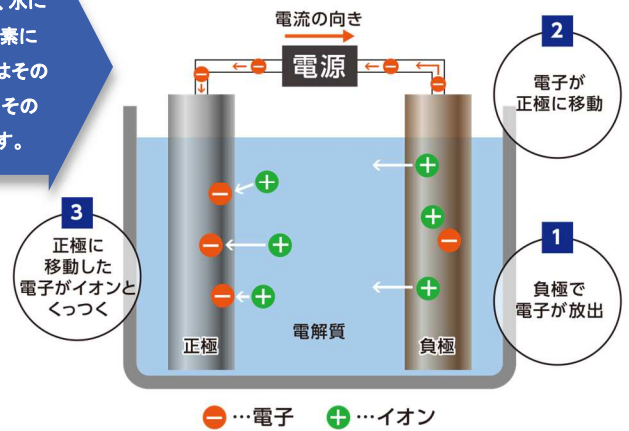 、水に
素に
はその
その
す。
電流の向き
電源
2
電子が
正極に移動
3
正極に
移動した
電子がイオンと
くっつく
1
負極で
電子が放出
正極
電解質
負極
…電子
…イオン